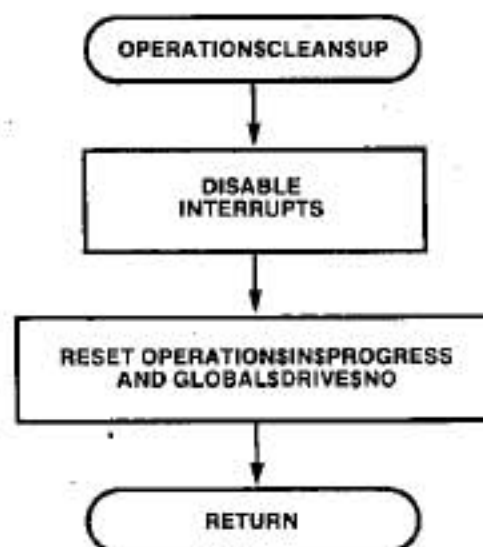 OPERATION$CLEAN$UP
DISABLE
INTERRUPTS
RESET OPERATION$IN$PROGRESS
AND GLOBAL$DRIVE$NO
RETURN